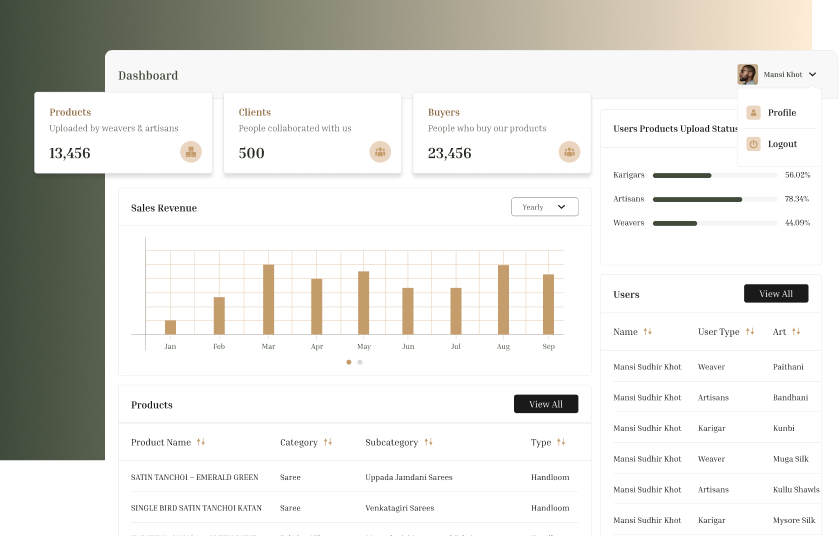 Dashboard
Mansi Khot
Profile
Logout
Products
Uploaded by weavers & artisans
13,456
Clients
People collaborated with us
500
Buyers
People who buy our products
23,456
Sales Revenue
Yearly
Jan Feb Mar Apr May Jun Jul Aug Sep
Products
View All
Product Name Category Subcategory Type
SATIN TANCHOI – EMERALD GREEN Saree Uppada Jamdani Sarees Handloom
SINGLE BIRD SATIN TANCHOI KATAN Saree Venkatagiri Sarees Handloom
Users Products Upload Status
Karigars 56.02%
Artisans 78.34%
Weavers 44.09%
Users
View All
Name User Type Art
Mansi Sudhir Khot Weaver Paithani
Mansi Sudhir Khot Artisans Bandhani
Mansi Sudhir Khot Karigar Kunbi
Mansi Sudhir Khot Weaver Muga Silk
Mansi Sudhir Khot Artisans Kullu Shawls
Mansi Sudhir Khot Karigar Mysore Silk